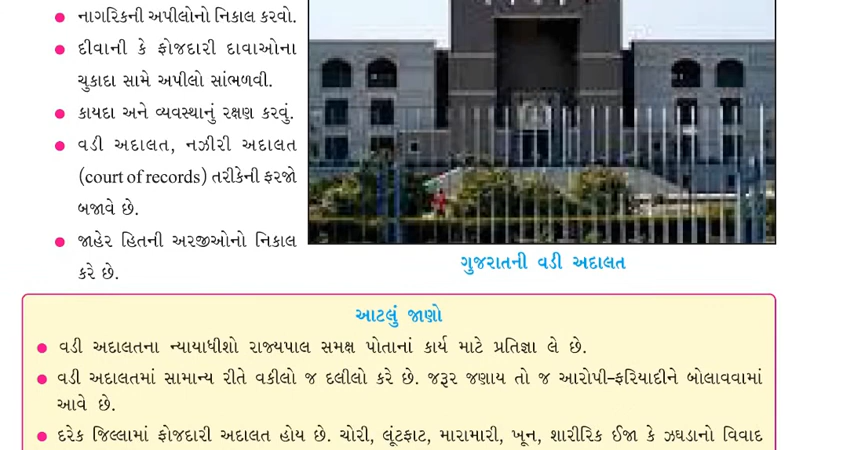 નાગરિકની અપીલોનો નિકાલ કરવો.
દીવાની કે ફોજદારી દાવાઓના
ચુકાદા સામે અપીલો સાંભળવી.
કાયદા અને વ્યવસ્થાનું રક્ષણ કરવું.
વડી અદાલત, નઝીરી અદાલત
(court of records) તરીકેની ફરજો
બજાવે છે.
જાહેર હિતની અરજીઓનો નિકાલ
કરે છે.
ગુજરાતની વડી અદાલત
આટલું જાણો
વડી અદાલતના ન્યાયાધીશો રાજ્યપાલ સમક્ષ પોતાનાં કાર્ય માટે પ્રતિજ્ઞા લે છે.
વડી અદાલતમાં સામાન્ય રીતે વકીલો જ દલીલો કરે છે. જરૂર જણાય તો જ આરોપી-ફરિયાદીને બોલાવવામાં
આવે છે.
દરેક જિલ્લામાં ફોજદારી અદાલત હોય છે. ચોરી, લૂંટફાટ, મારામારી, ખૂન, શારીરિક ઈજા કે ઝઘડાનો વિવાદ